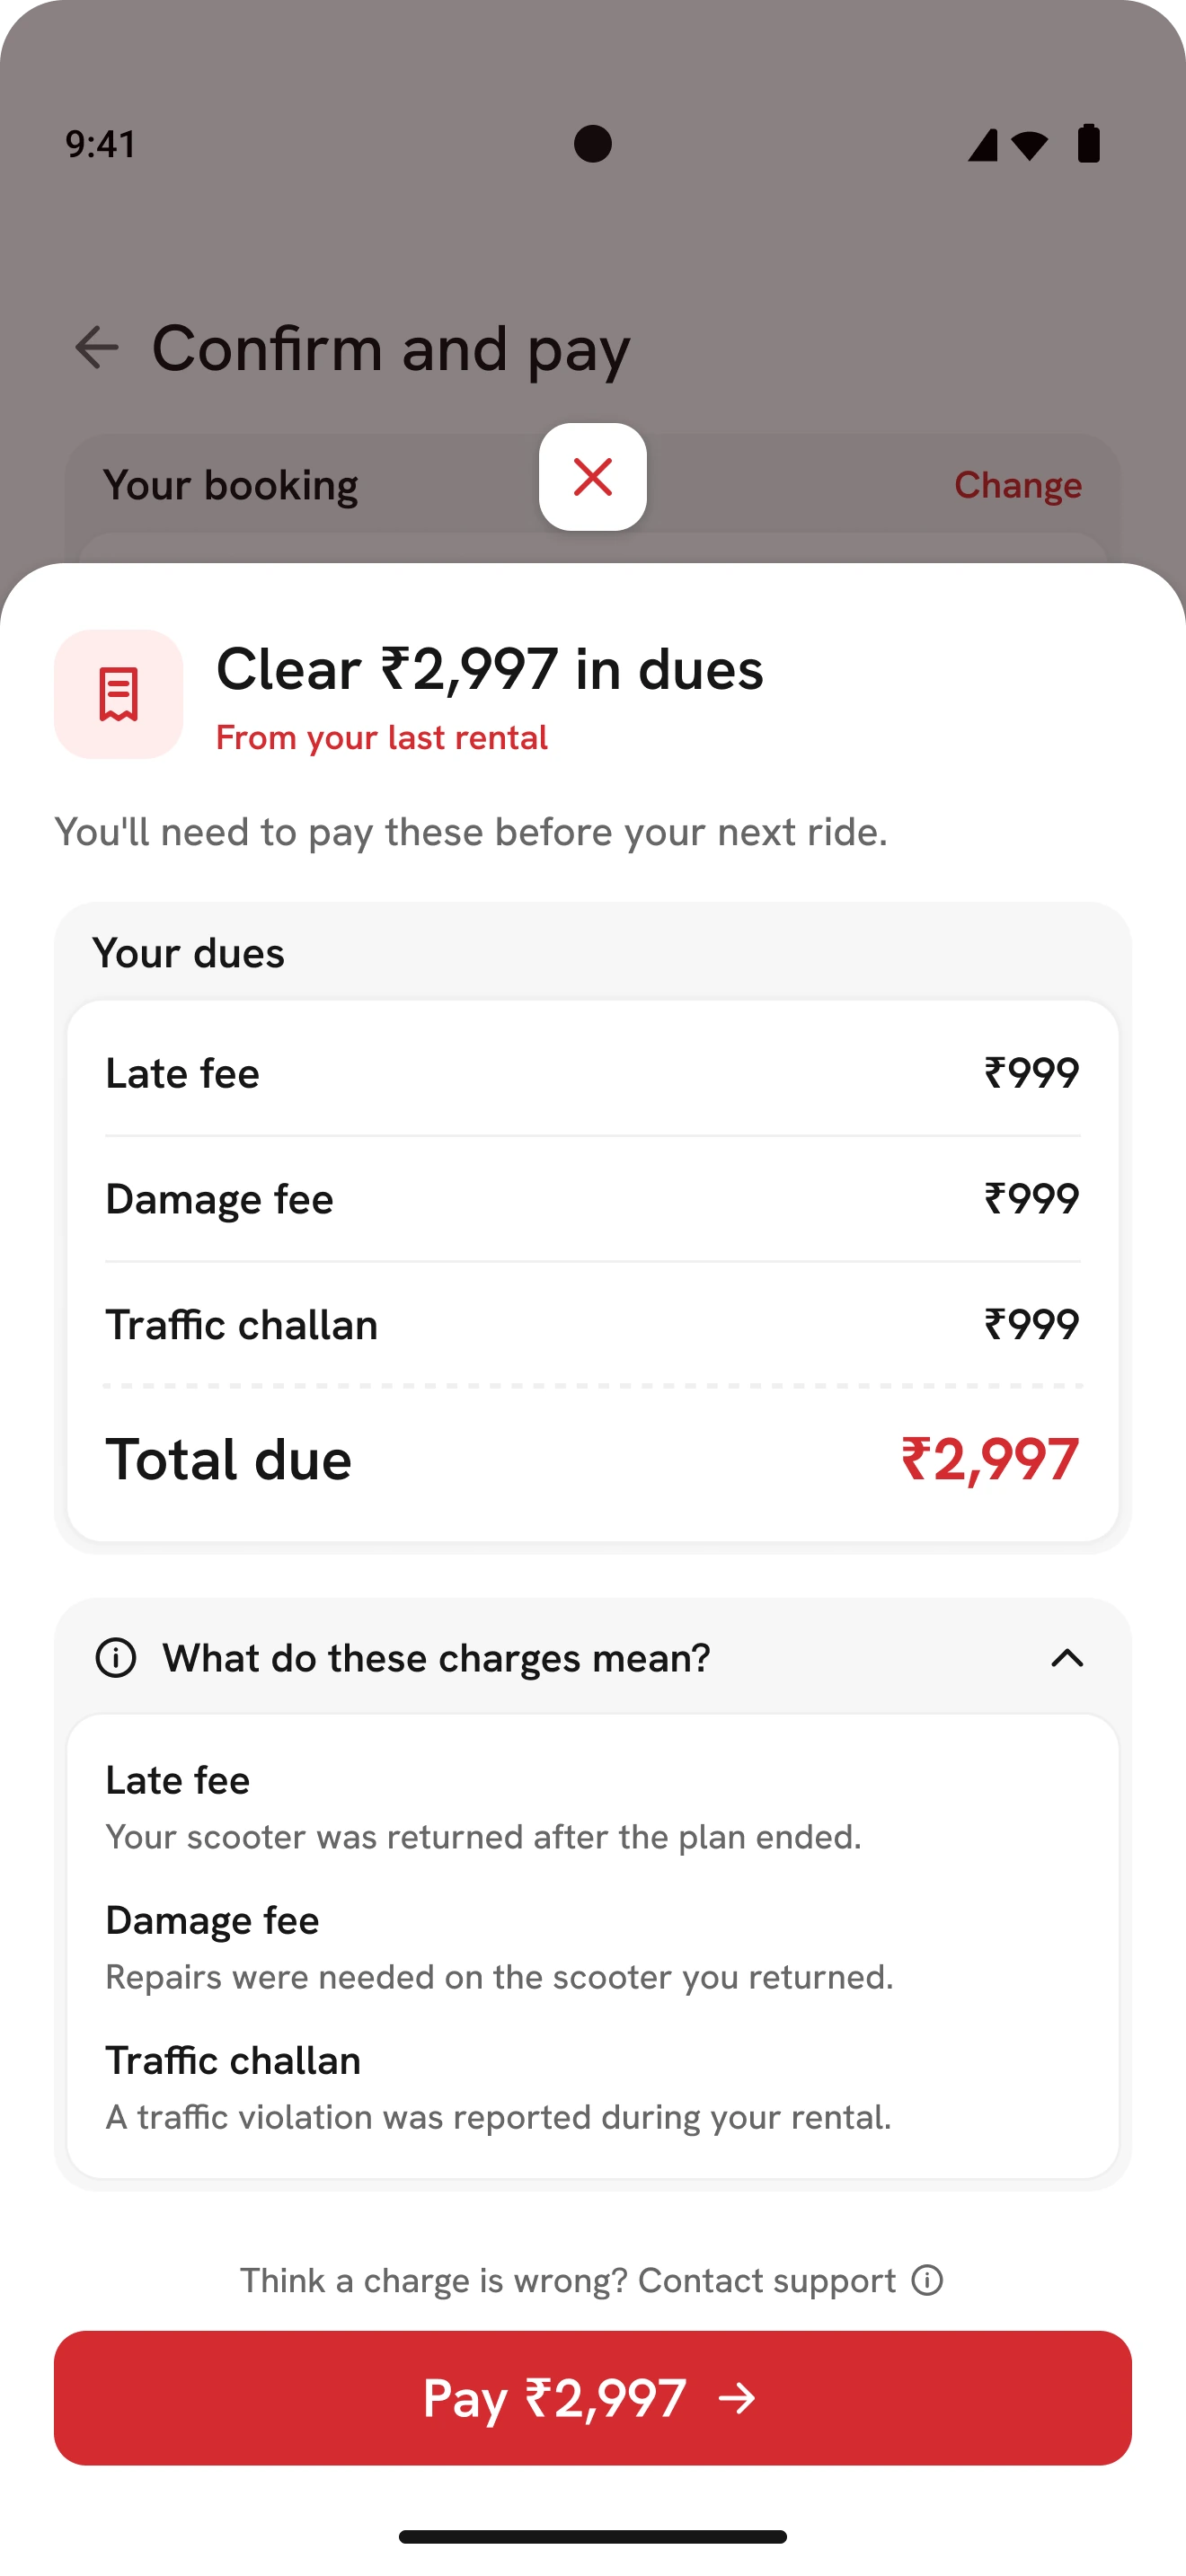 9:41
Confirm and pay
Your booking
Change
Clear ₹2,997 in dues
From your last rental
You'll need to pay these before your next ride.
Your dues
Late fee ₹999
Damage fee ₹999
Traffic challan ₹999
Total due ₹2,997
What do these charges mean?
Late fee
Your scooter was returned after the plan ended.
Damage fee
Repairs were needed on the scooter you returned.
Traffic challan
A traffic violation was reported during your rental.
Think a charge is wrong? Contact support
Pay ₹2,997